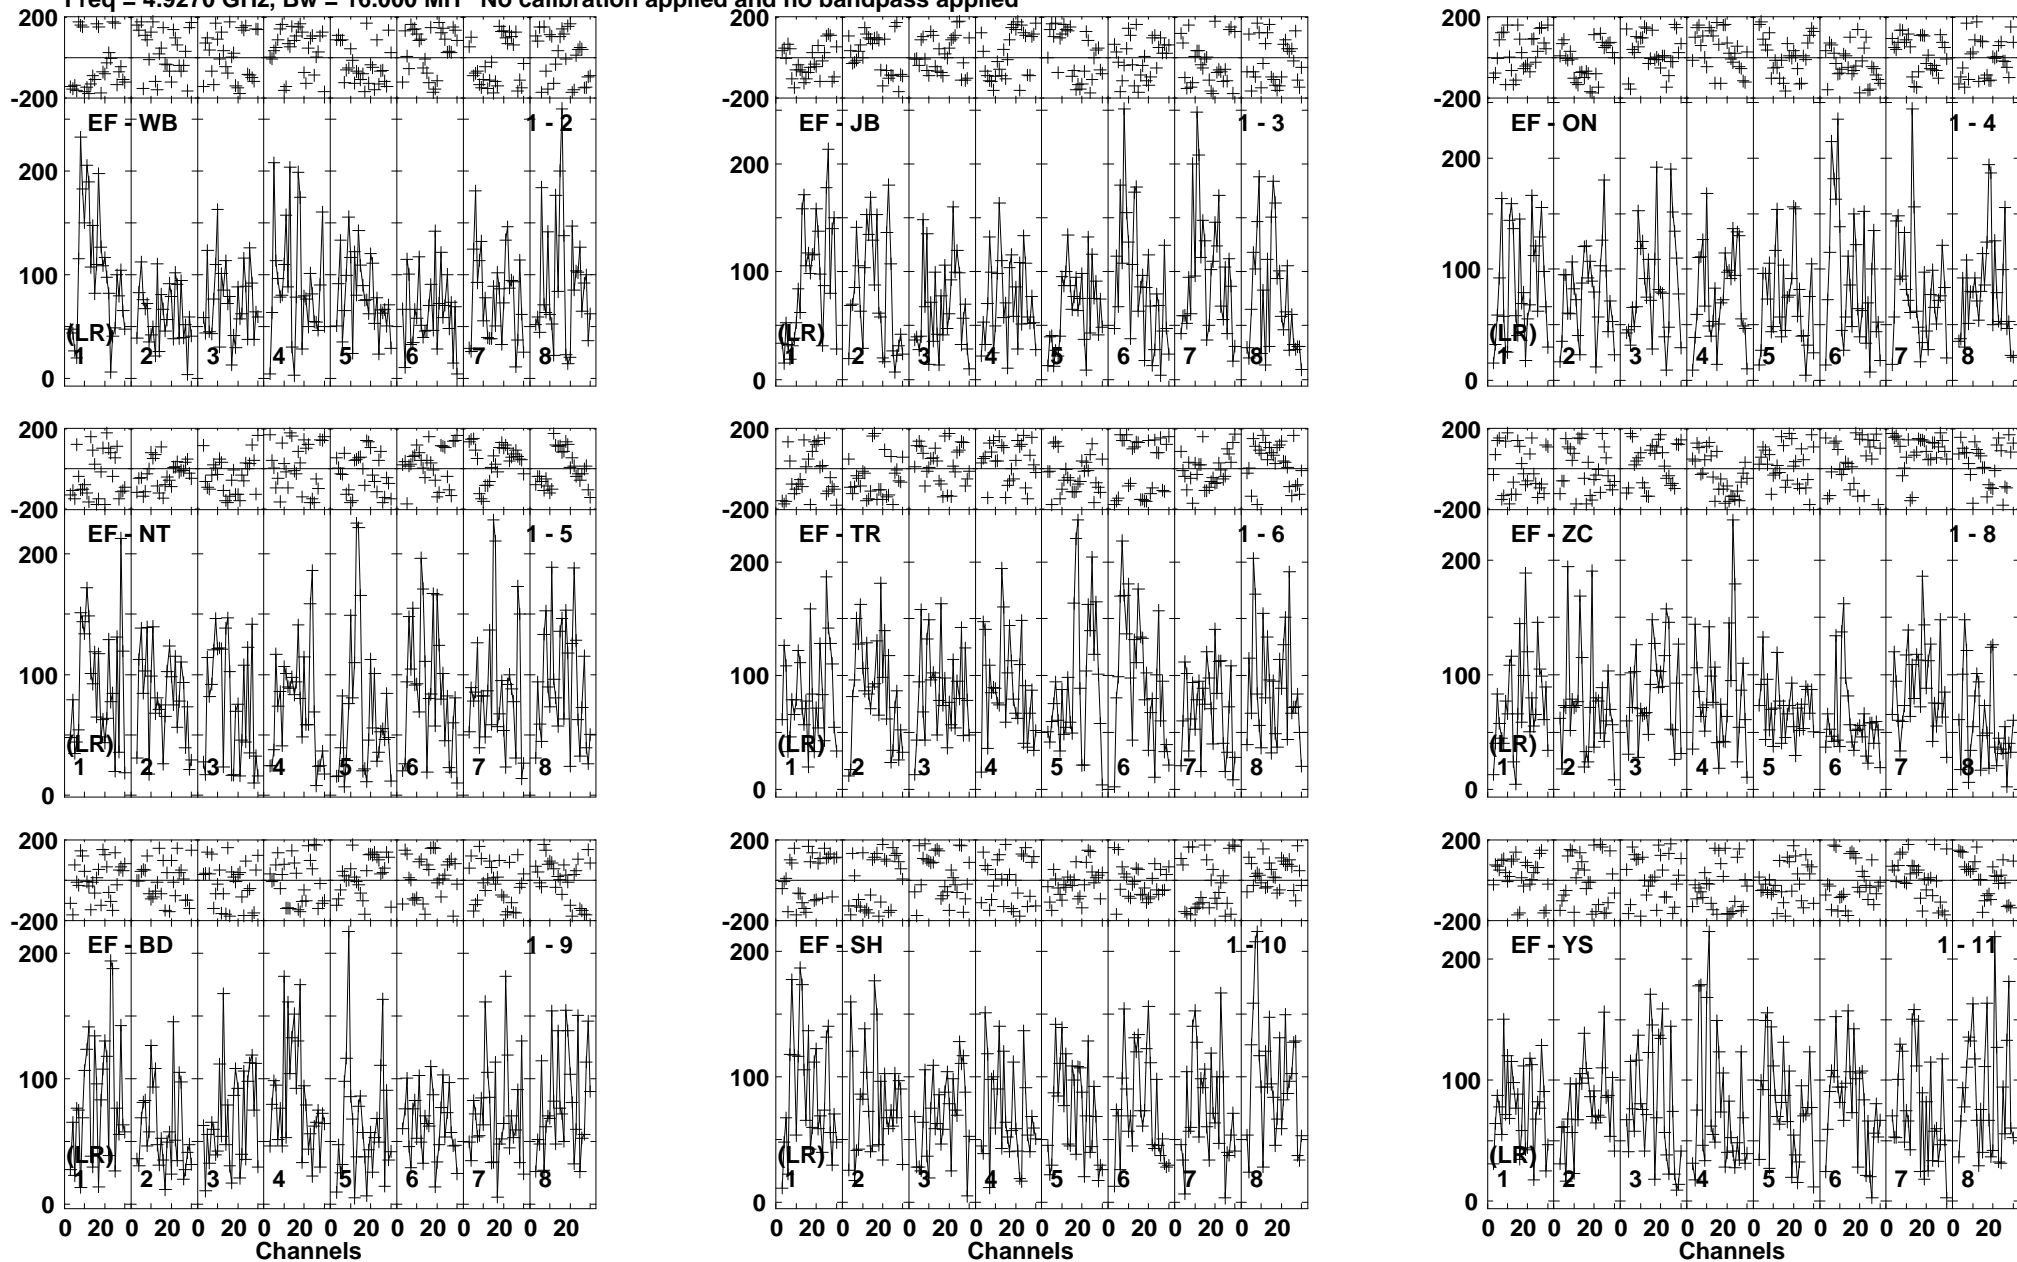 Freq = 4.9270 GHz, Bw = 16.000 MH No calibration applied and no bandpass applied
200 200 200
-200 -200 -200
EF - WB 1 - 2 EF - JB 1 - 3 EF - ON 1 - 4
200 200 200
100 100 100
(LR) (LR)
1 2 3 4 5 6 7 8 1 2 3 4 5 6 7 8 1 2 3 4 5 6 7 8
0 0 0
200 200 200
-200 -200 -200
EF - NT 1 - 5 EF - TR 1 - 6 EF - ZC 1 - 8
200 200 200
100 100 100
(LR) (LR) (LR)
1 2 3 4 5 6 7 8 1 2 3 4 5 6 7 8 1 2 3 4 5 6 7 8
0 0 0
200 200 200
-200 -200 -200
EF - BD 1 - 9 EF - SH 1 - 10 EF - YS 1 - 11
200 200 200
100 100 100
(LR) (LR) (LR)
1 2 3 4 5 6 7 8 1 2 3 4 5 6 7 8 1 2 3 4 5 6 7 8
0 0 0
0 20 0 20 0 20 0 20 0 20 0 20 0 20 0 20 0 20 0 20 0 20 0 20 0 20 0 20 0 20 0 20 0 20 0 20 0 20 0 20 0 20 0 20 0 20 0 20
Channels Channels Channels